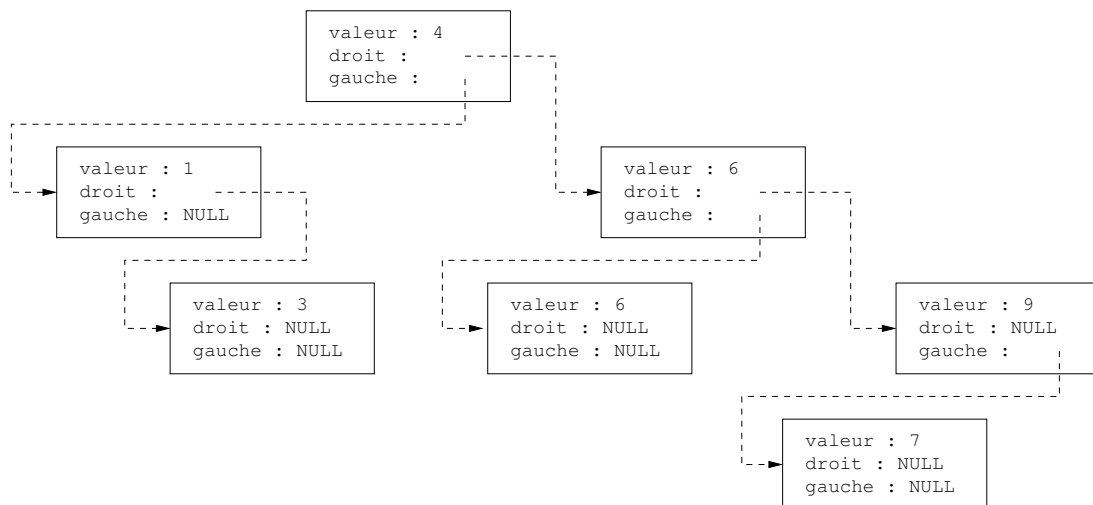 valeur : 4
droit :
gauche :
valeur : 1
droit :
gauche : NULL
valeur : 6
droit :
gauche :
valeur : 3
droit : NULL
gauche : NULL
valeur : 6
droit : NULL
gauche : NULL
valeur : 9
droit : NULL
gauche :
valeur : 7
droit : NULL
gauche : NULL